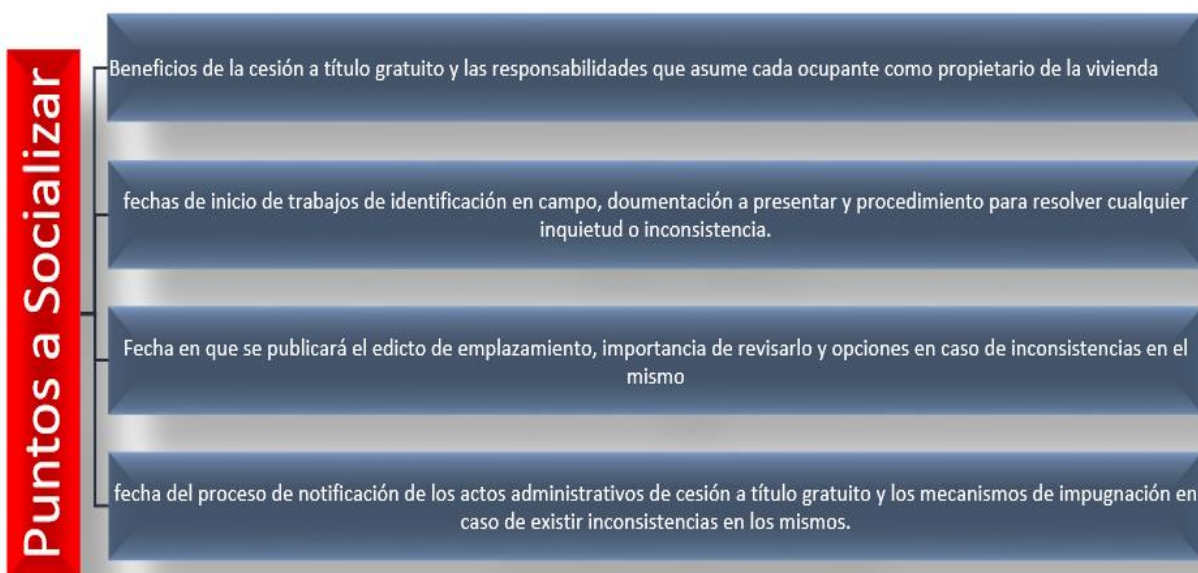 Puntos a Socializar
Beneficios de la cesión a título gratuito y las responsabilidades que asume cada ocupante como propietario de la vivienda
fechas de inicio de trabajos de identificación en campo, doumentación a presentar y procedimiento para resolver cualquier
inquietud o inconsistencia.
Fecha en que se publicará el edicto de emplazamiento, importancia de revisarlo y opciones en caso de inconsistencias en el
mismo
fecha del proceso de notificación de los actos administrativos de cesión a título gratuito y los mecanismos de impugnación en
caso de existir inconsistencias en los mismos.